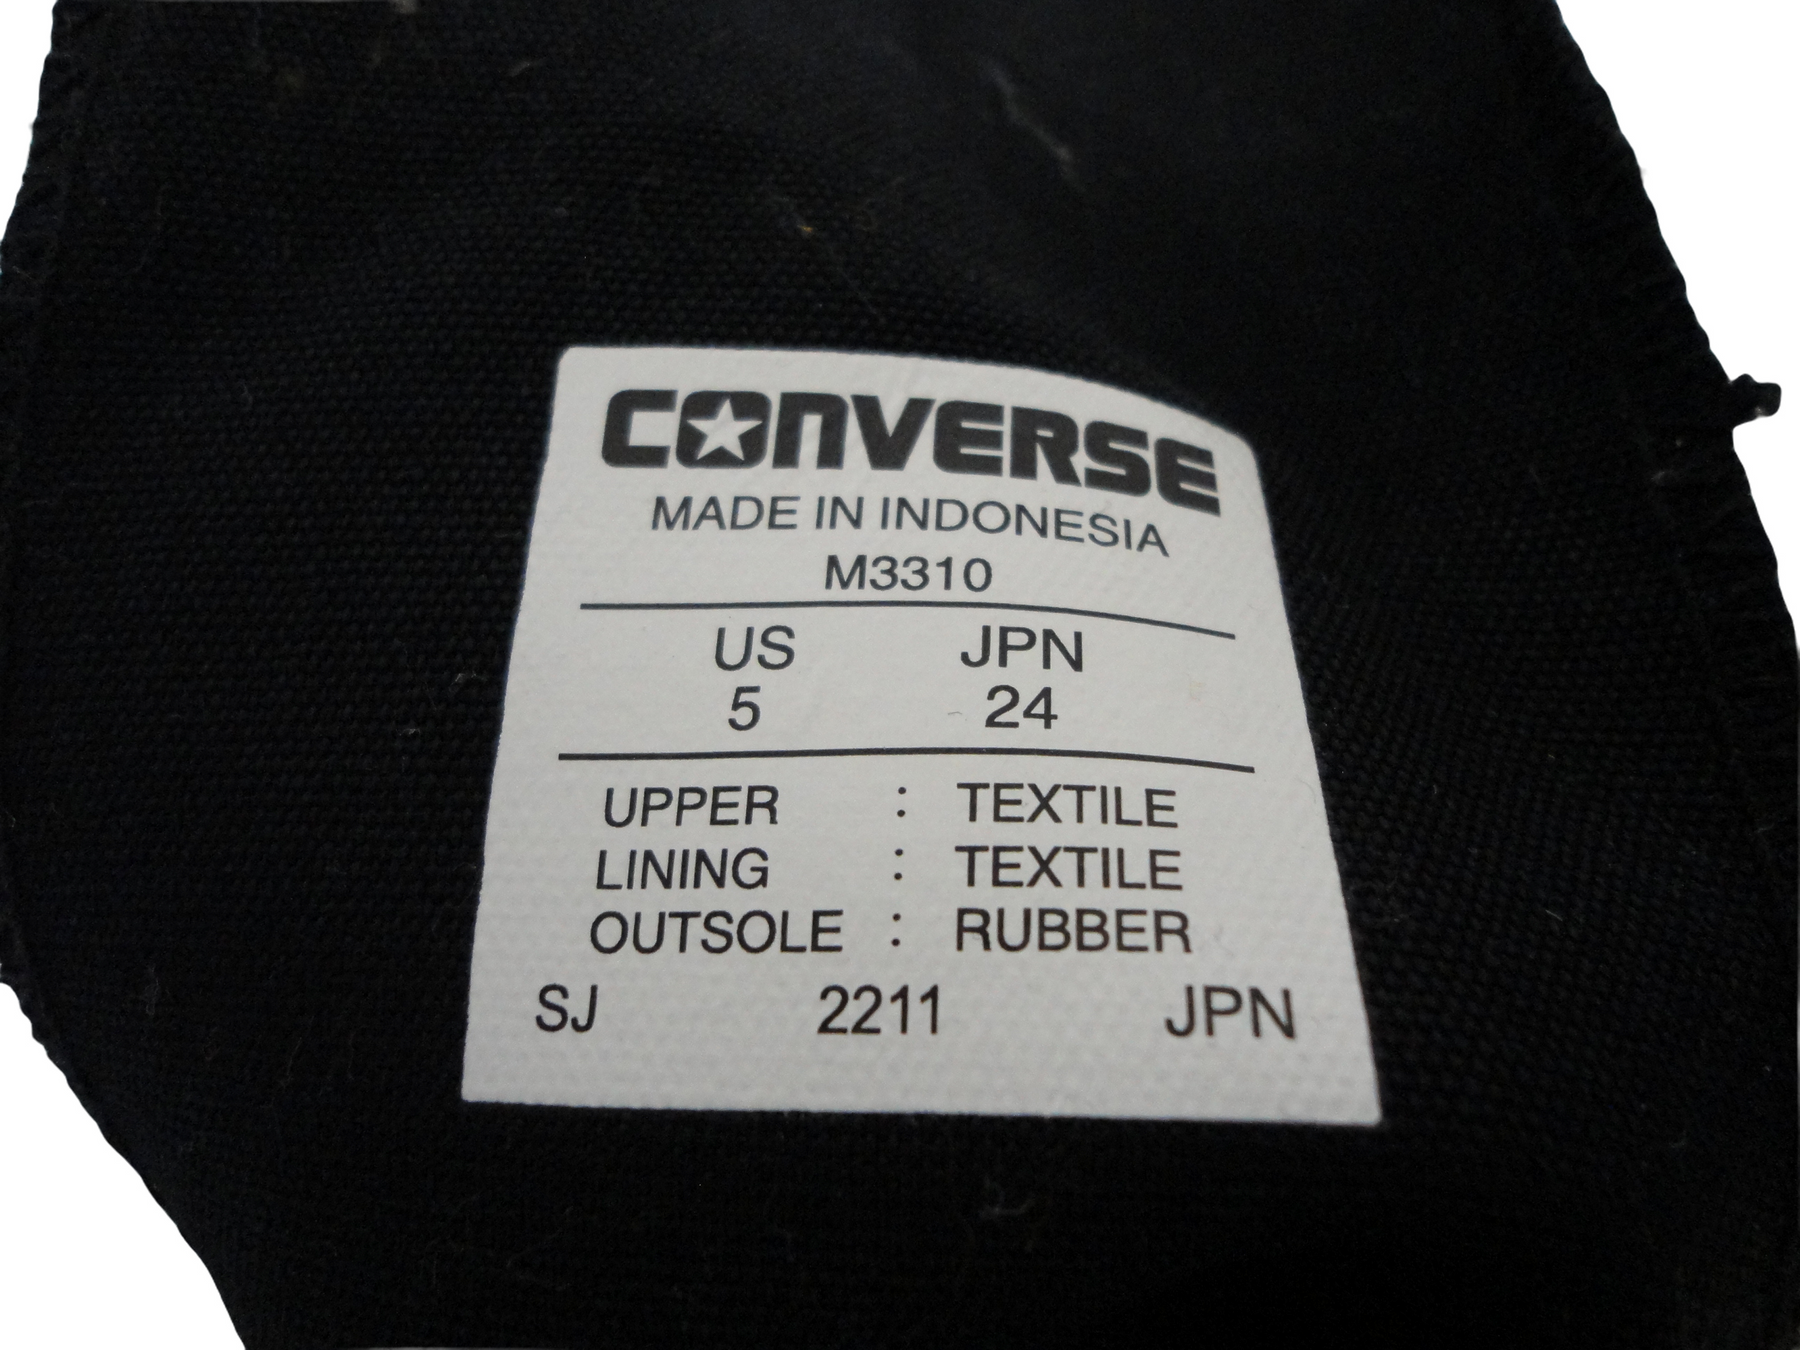 CONVERSE
MADE IN INDONESIA
M3310
US JPN
5 24
UPPER : TEXTILE
LINING : TEXTILE
OUTSOLE : RUBBER
SJ 2211 JPN